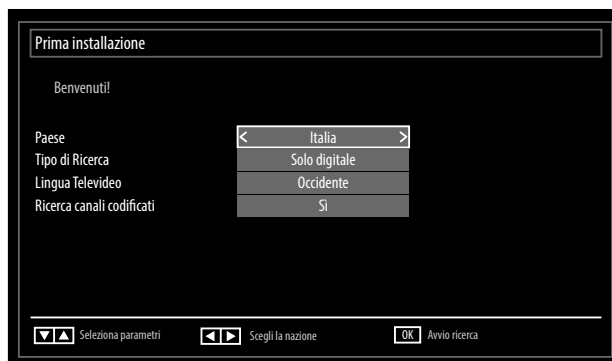 Prima installazione
Benvenuti!
Paese < Italia >
Tipo di Ricerca Solo digitale
Lingua Televideo Occidente
Ricerca canali codificati Sì
Seleziona parametri Scegli la nazione OK Avvio ricerca